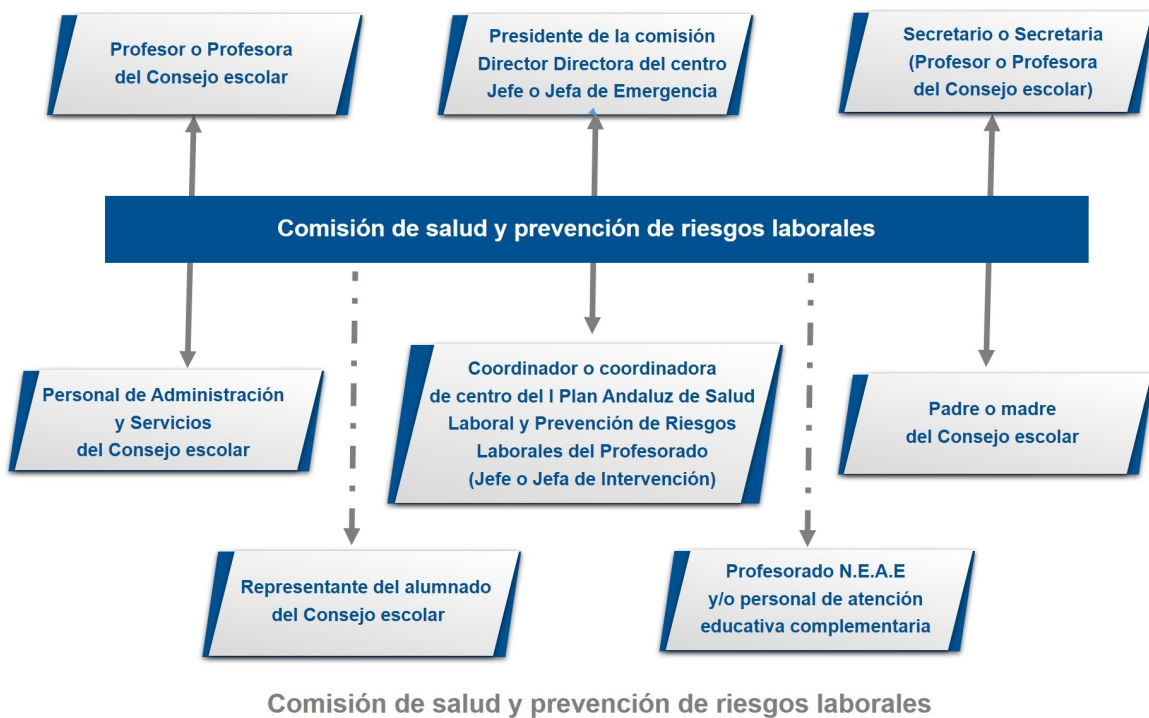 Profesor o Profesora
del Consejo escolar
Presidente de la comisión
Director Directora del centro
Jefe o Jefa de Emergencia
Secretario o Secretaria
(Profesor o Profesora
del Consejo escolar)
Comisión de salud y prevención de riesgos laborales
Personal de Administración
y Servicios
del Consejo escolar
Coordinador o coordinadora
de centro del I Plan Andaluz de Salud
Laboral y Prevención de Riesgos
Laborales del Profesorado
(Jefe o Jefa de Intervención)
Padre o madre
del Consejo escolar
Representante del alumnado
del Consejo escolar
Profesorado N.E.A.E
y/o personal de atención
educativa complementaria
Comisión de salud y prevención de riesgos laborales